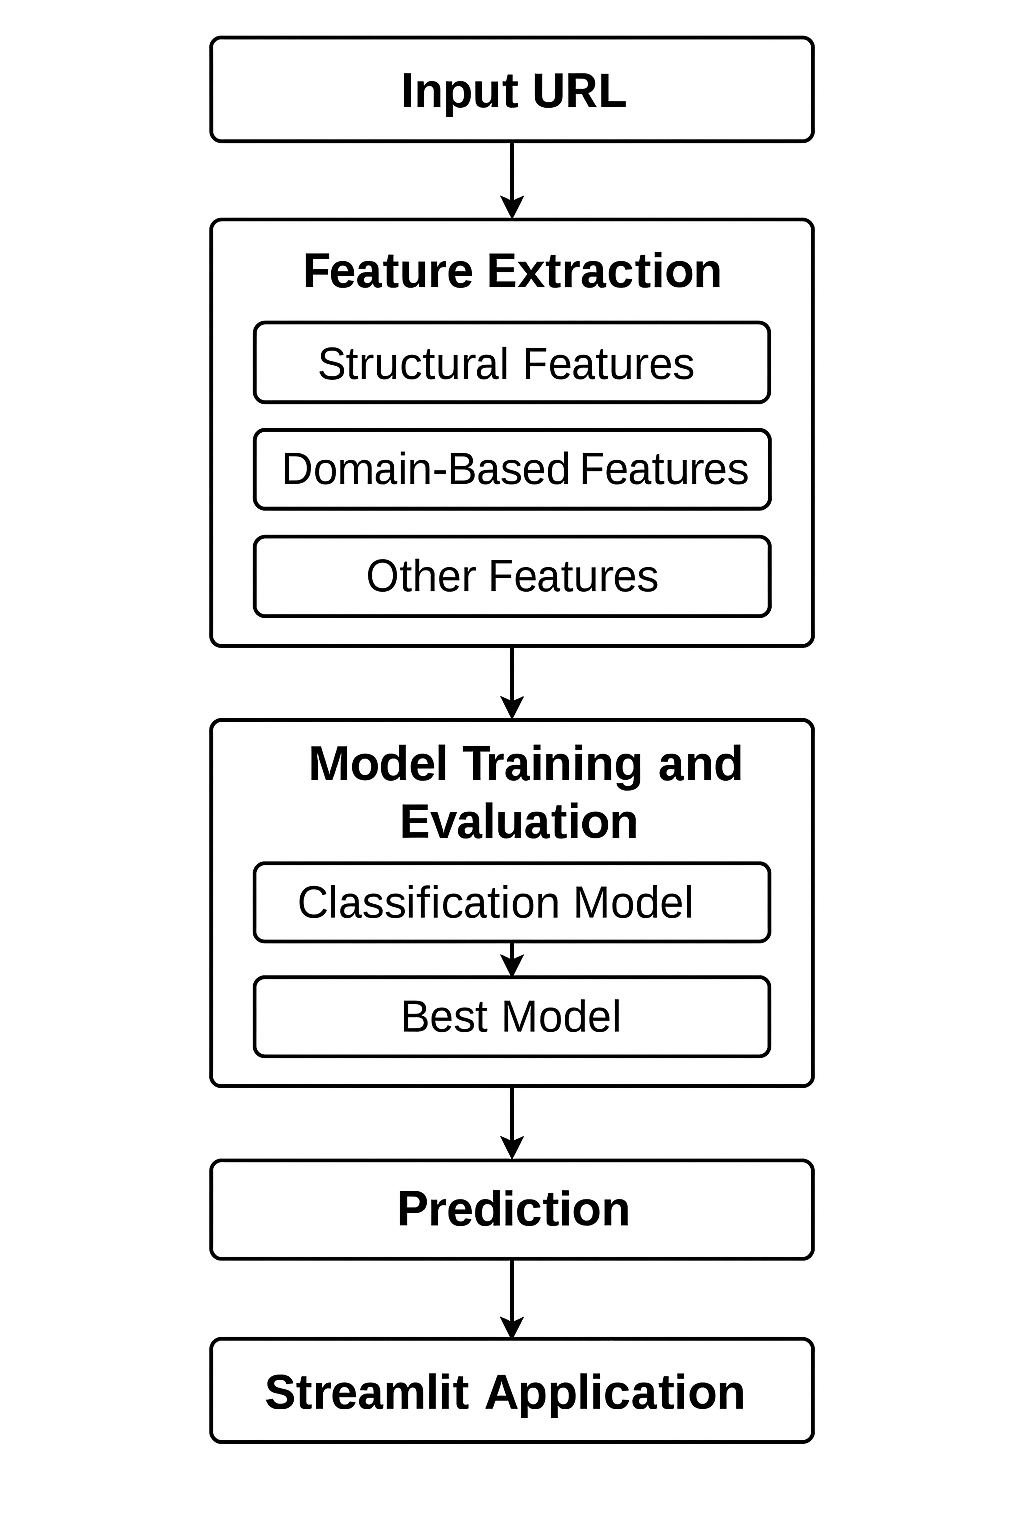 Input URL
Feature Extraction
Structural Features
Domain-Based Features
Other Features
Model Training and
Evaluation
Classification Model
Best Model
Prediction
Streamlit Application